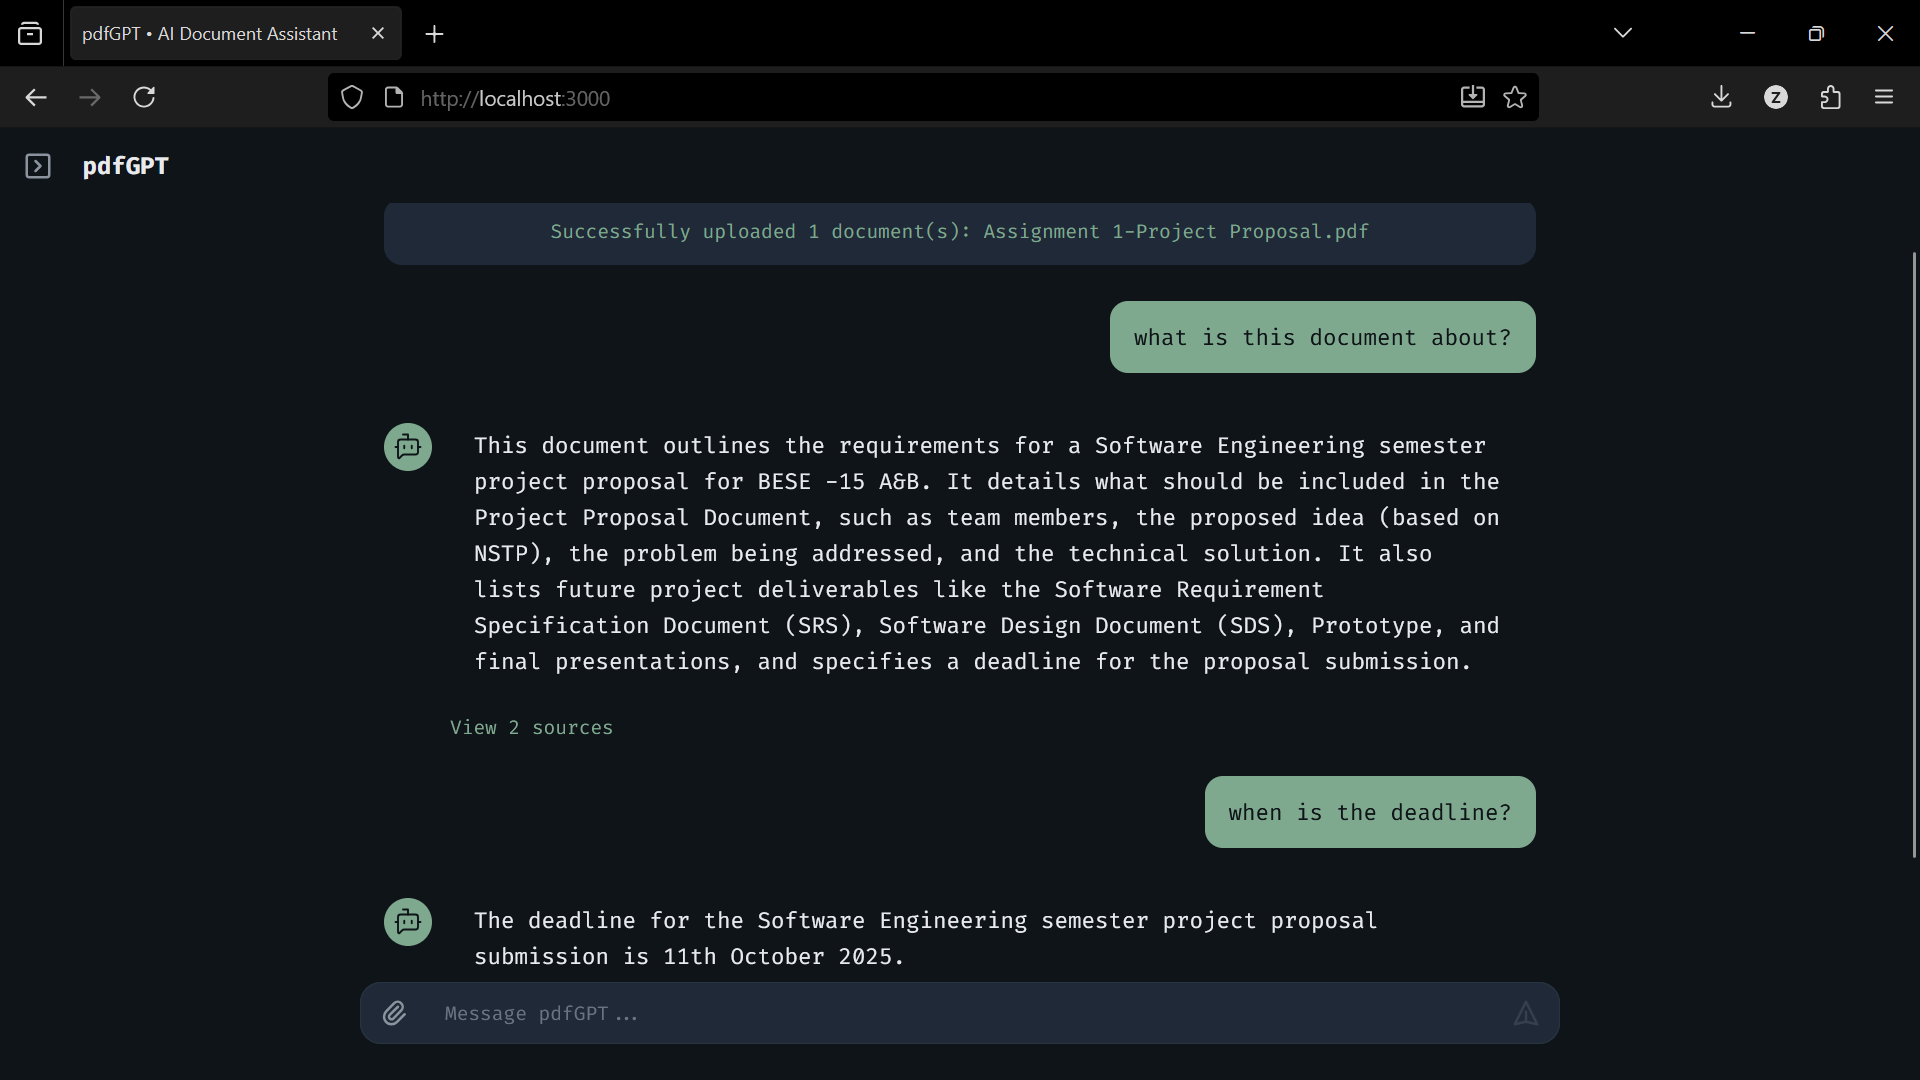 pdfGPT • AI Document Assistant
http://localhost:3000
Z
pdfGPT
Successfully uploaded 1 document(s): Assignment 1-Project Proposal.pdf
what is this document about?
This document outlines the requirements for a Software Engineering semester
project proposal for BESE -15 A&B. It details what should be included in the
Project Proposal Document, such as team members, the proposed idea (based on
NSTP), the problem being addressed, and the technical solution. It also
lists future project deliverables like the Software Requirement
Specification Document (SRS), Software Design Document (SDS), Prototype, and
final presentations, and specifies a deadline for the proposal submission.
View 2 sources
when is the deadline?
The deadline for the Software Engineering semester project proposal
submission is 11th October 2025.
Message pdfGPT...